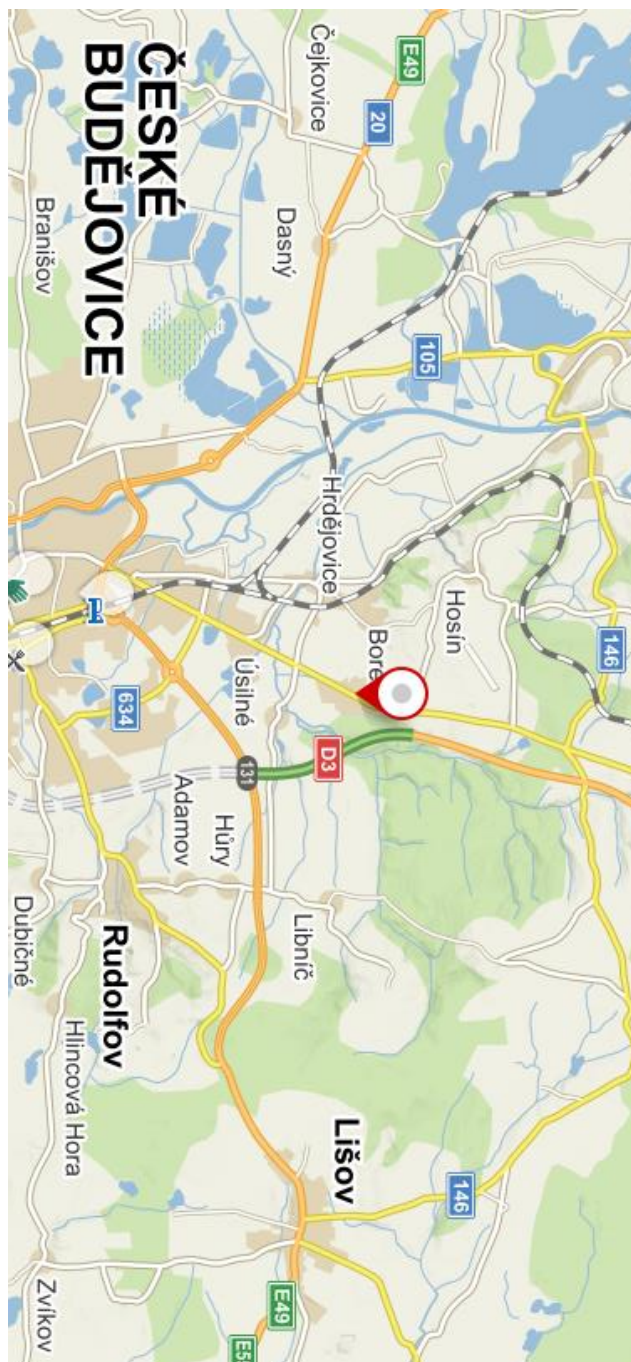 146
146
Hosín
105
E49
20
D3
Lišov
Čejkovice
Hrdějovice
Libníč
Dasný
E49
Úsilné
131
Hůry
Adamov
ČESKÉ
BUDĚJOVICE
634
Rudolfov
Hlincová Hora
Branišov
Dubičné
Zvíkov